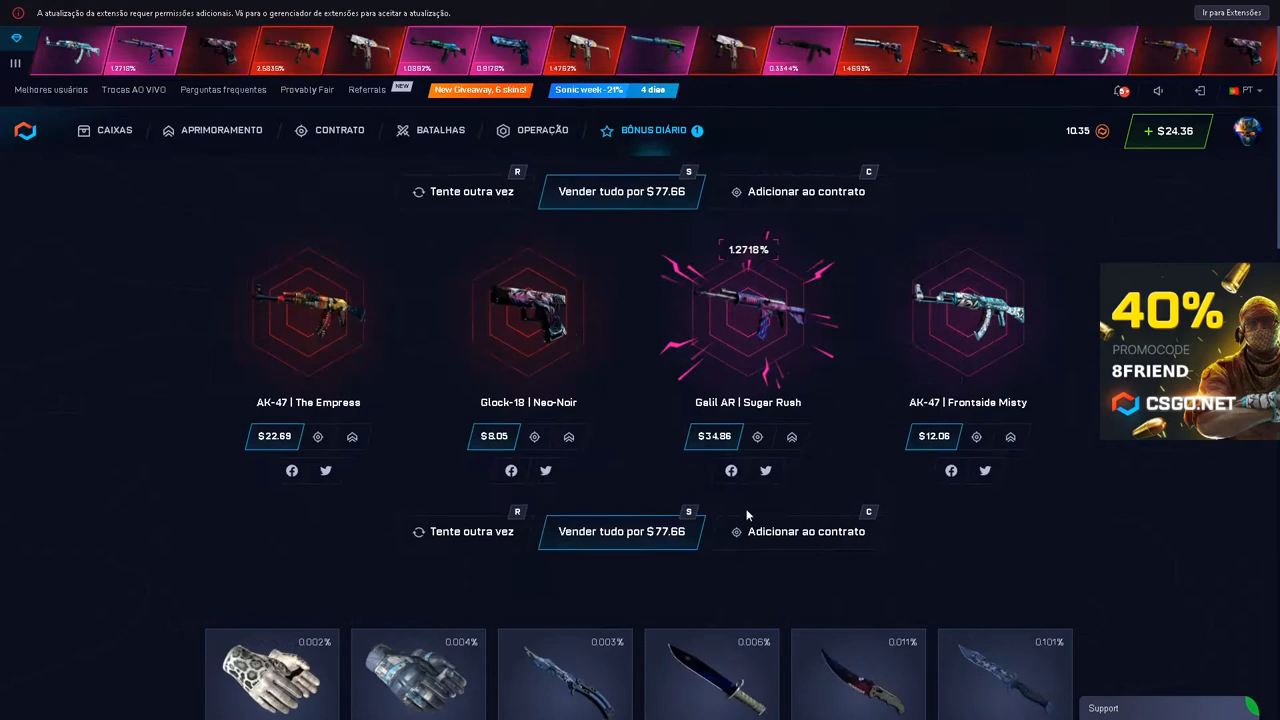 A atualização da extensão requer permissões adicionais. Vá para o gerenciador de extensões para aceitar a atualização.
Ir para Extensões
1.2718%
2.5835%
1.0892%
0.9178%
1.4762%
0.3344%
1.4693%
Melhores usuários
Trocas AO VIVO
Perguntas frequentes
Provably Fair
Referrals
NEW
New Giveaway, 6 skins!
Sonic week -21%
4 dias
5+
PT
CAIXAS
APRIMORAMENTO
CONTRATO
BATALHAS
OPERAÇÃO
BÔNUS DIÁRIO
1
10.35
+ $24.36
R
S
C
Tente outra vez
Vender tudo por $77.66
Adicionar ao contrato
1.2718%
AK-47 | The Empress
Glock-18 | Neo-Noir
Galil AR | Sugar Rush
AK-47 | Frontside Misty
$22.69
$8.05
$34.86
$12.06
40%
PROMOCODE
8FRIEND
CSGO.NET
R
S
C
Tente outra vez
Vender tudo por $77.66
Adicionar ao contrato
0.002%
0.004%
0.003%
0.006%
0.011%
0.101%
Support